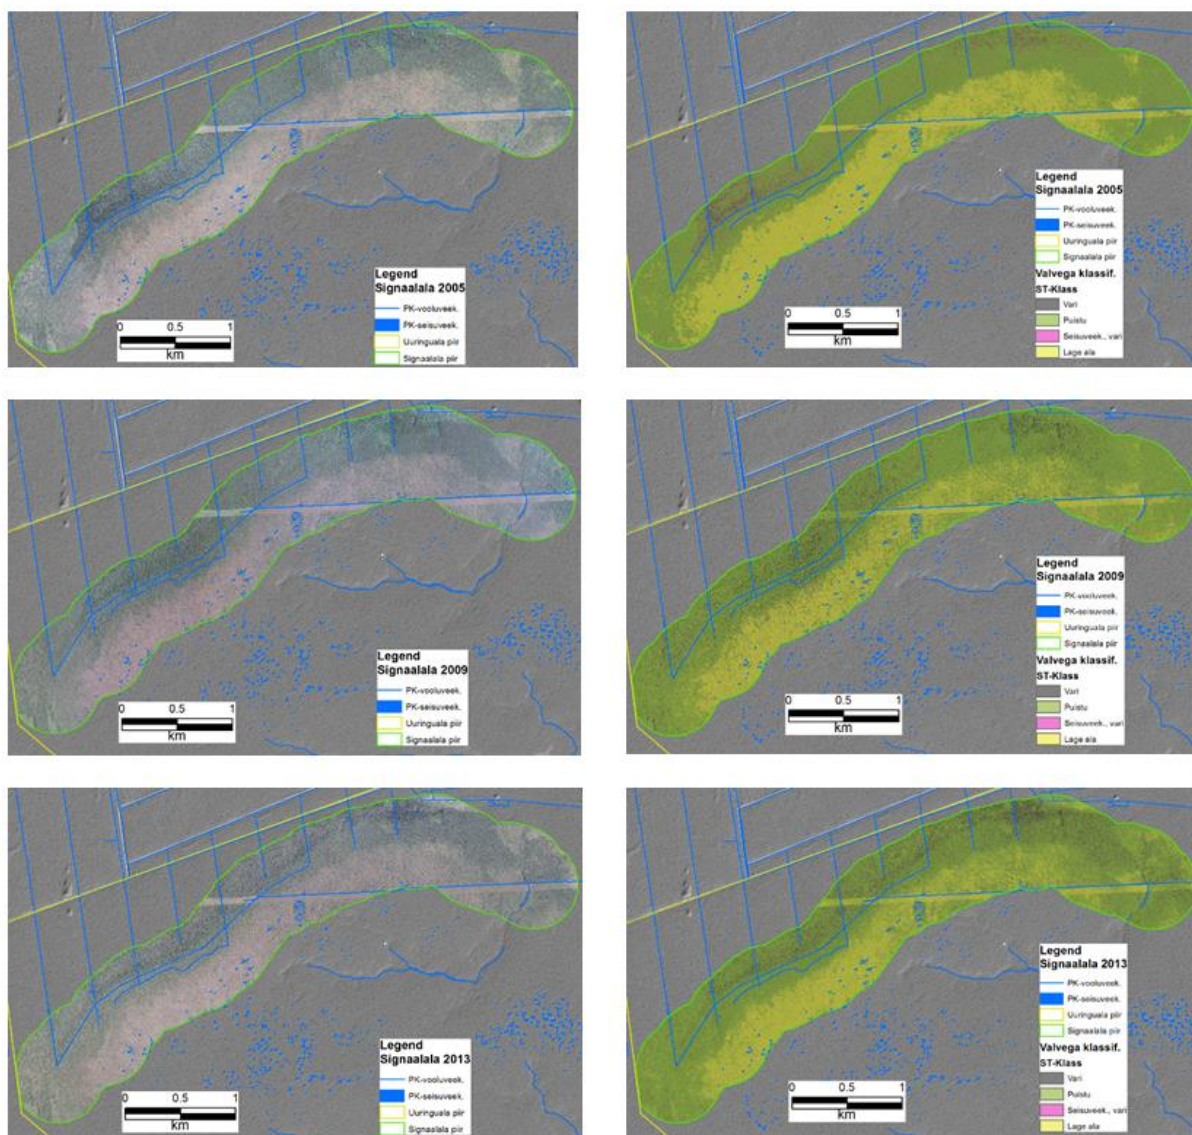 Legend
Signaalala 2005
PK-vooluveek.
PK-seisuveek.
Uuringuala piir
Signaalala piir
0 0.5 1
km
Legend
Signaalala 2005
PK-vooluveek.
PK-seisuveek.
Uuringuala piir
Signaalala piir
Valvega klassif.
ST-Klass
Vari
Puistu
Seisuveek., vari
Lage ala
0 0.5 1
km
Legend
Signaalala 2009
PK-vooluveek.
PK-seisuveek.
Uuringuala piir
Signaalala piir
0 0.5 1
km
Legend
Signaalala 2009
PK-vooluveek.
PK-seisuveek.
Uuringuala piir
Signaalala piir
Valvega klassif.
ST-Klass
Vari
Puistu
Seisuveek., vari
Lage ala
0 0.5 1
km
Legend
Signaalala 2013
PK-vooluveek.
PK-seisuveek.
Uuringuala piir
Signaalala piir
0 0.5 1
km
Legend
Signaalala 2013
PK-vooluveek.
PK-seisuveek.
Uuringuala piir
Signaalala piir
Valvega klassif.
ST-Klass
Vari
Puistu
Seisuveek., vari
Lage ala
0 0.5 1
km